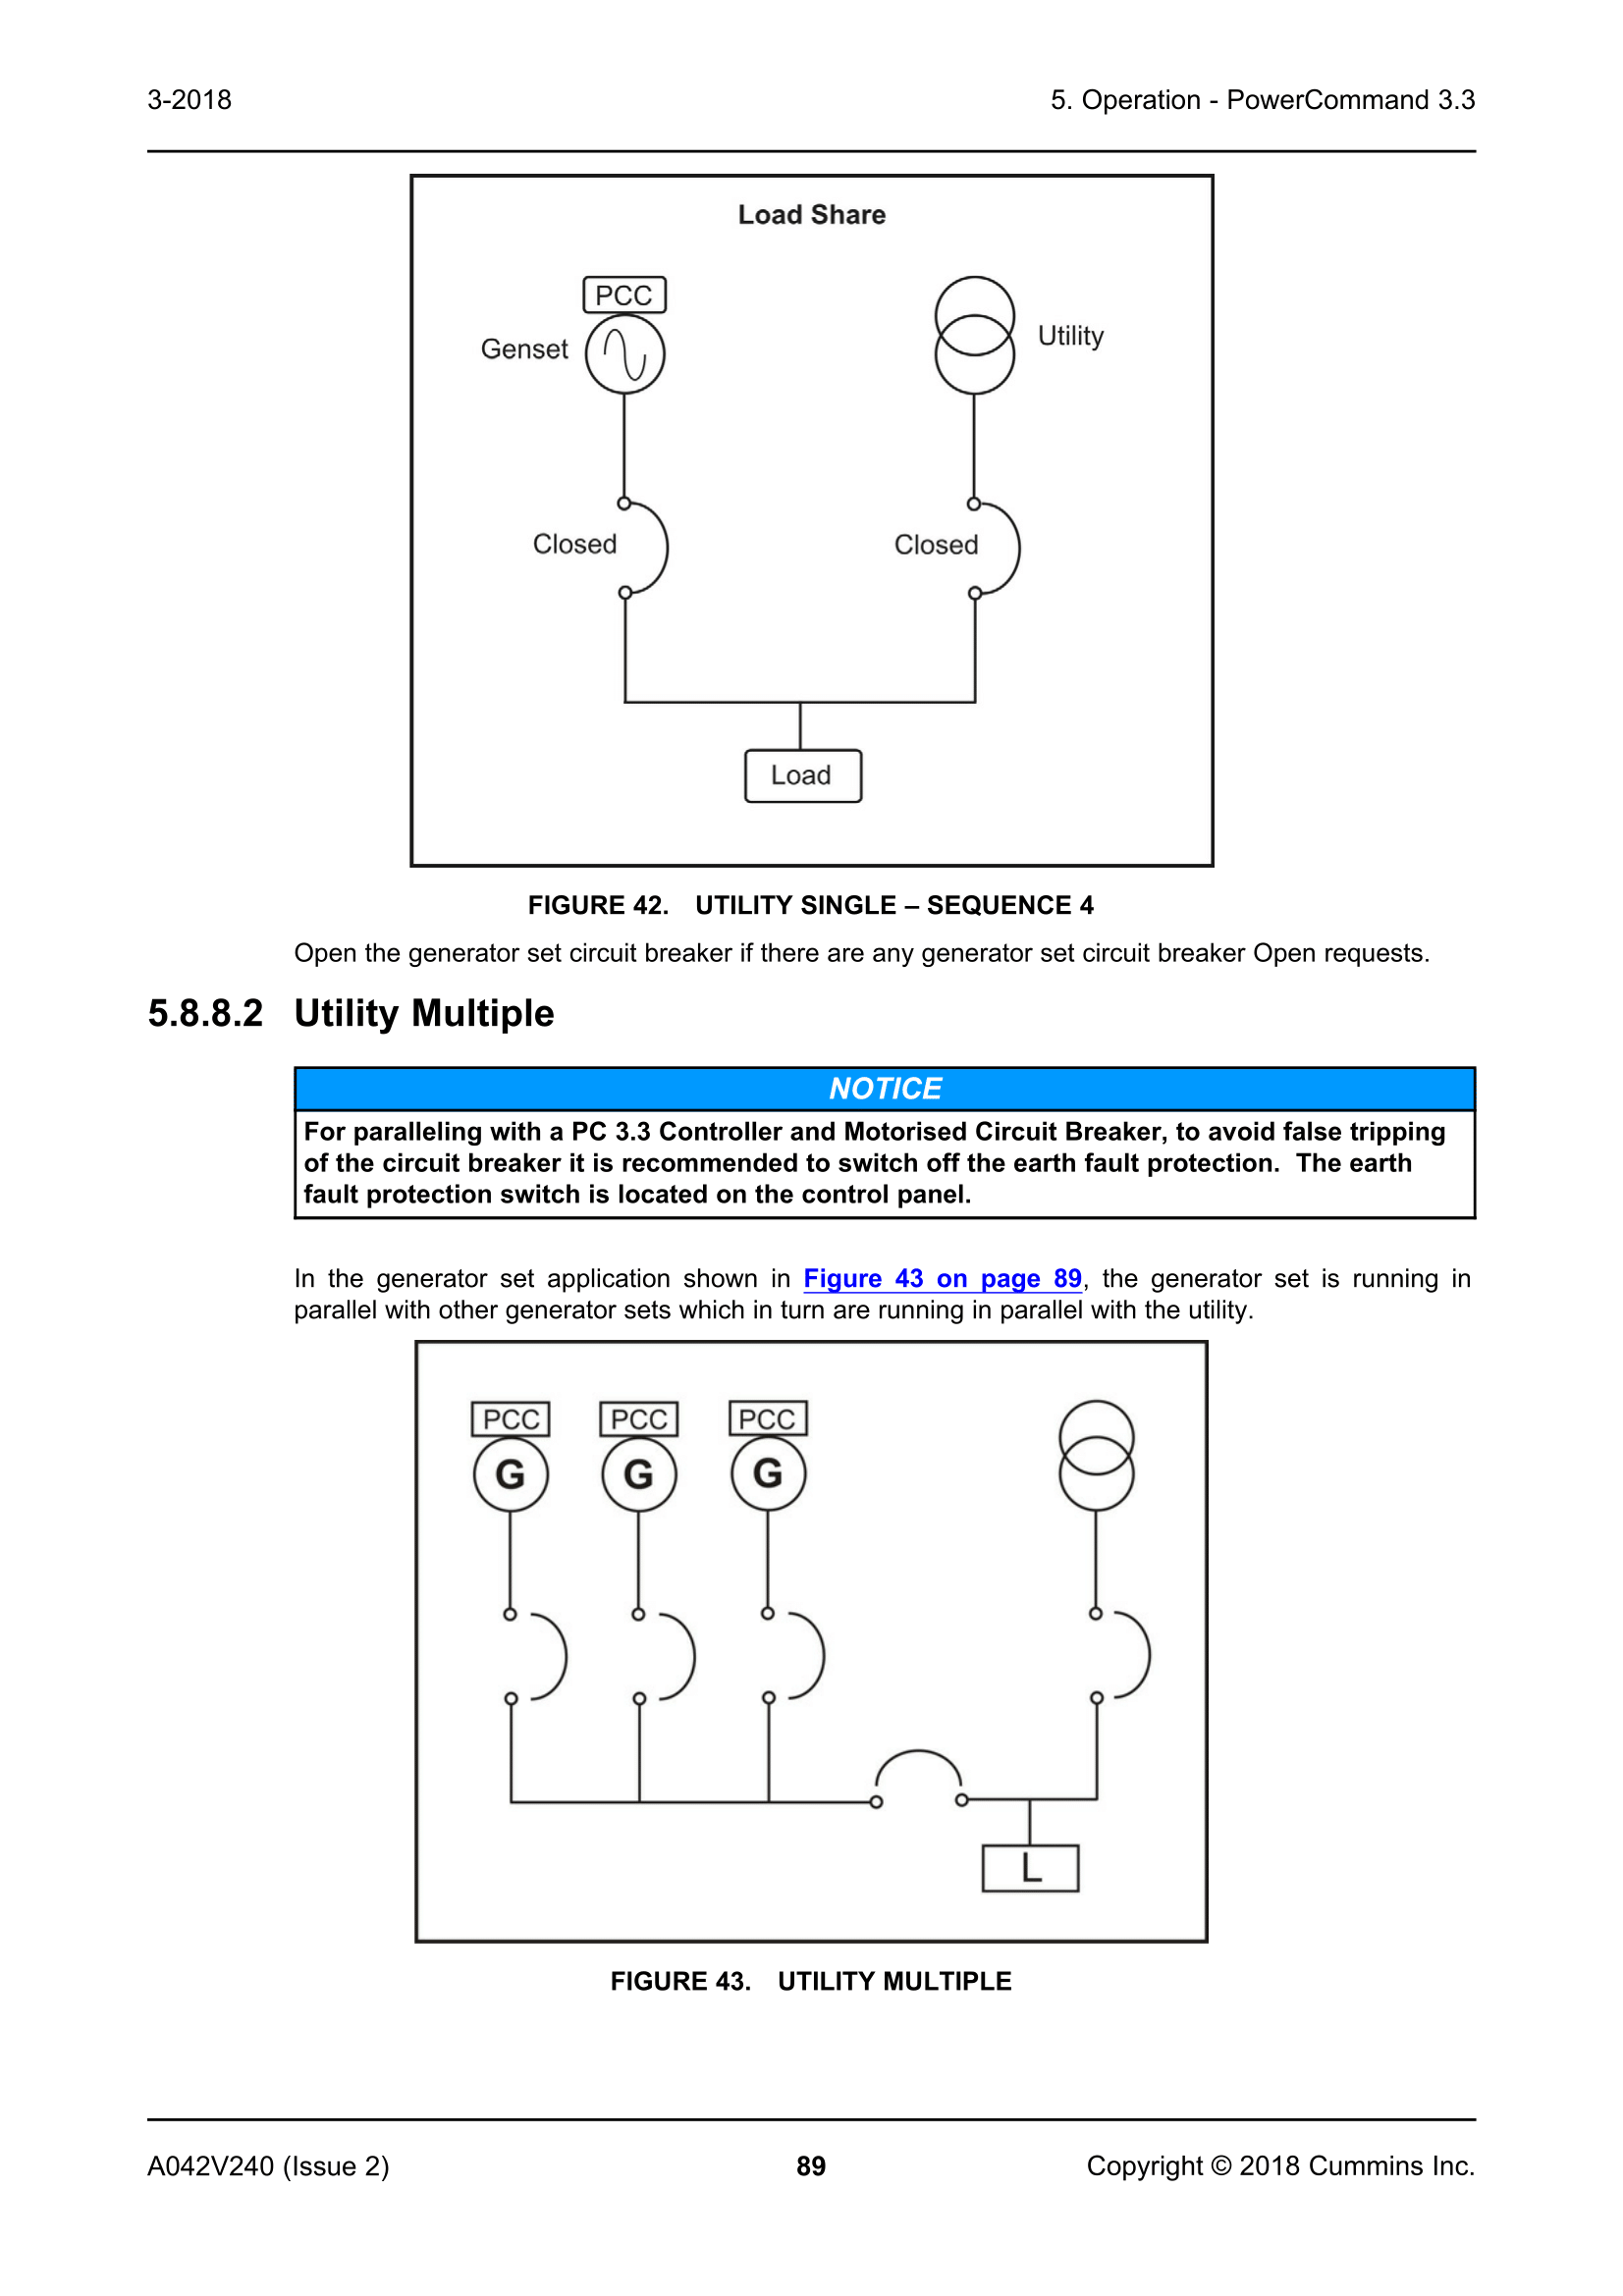 3-2018
5. Operation - PowerCommand 3.3
Load Share
PCC
Genset
Utility
Closed
Closed
Load
FIGURE 42. UTILITY SINGLE – SEQUENCE 4
Open the generator set circuit breaker if there are any generator set circuit breaker Open requests.
5.8.8.2 Utility Multiple
NOTICE
For paralleling with a PC 3.3 Controller and Motorised Circuit Breaker, to avoid false tripping
of the circuit breaker it is recommended to switch off the earth fault protection. The earth
fault protection switch is located on the control panel.
In the generator set application shown in Figure 43 on page 89, the generator set is running in
parallel with other generator sets which in turn are running in parallel with the utility.
PCC PCC PCC
G G G
L
FIGURE 43. UTILITY MULTIPLE
A042V240 (Issue 2)
89
Copyright © 2018 Cummins Inc.